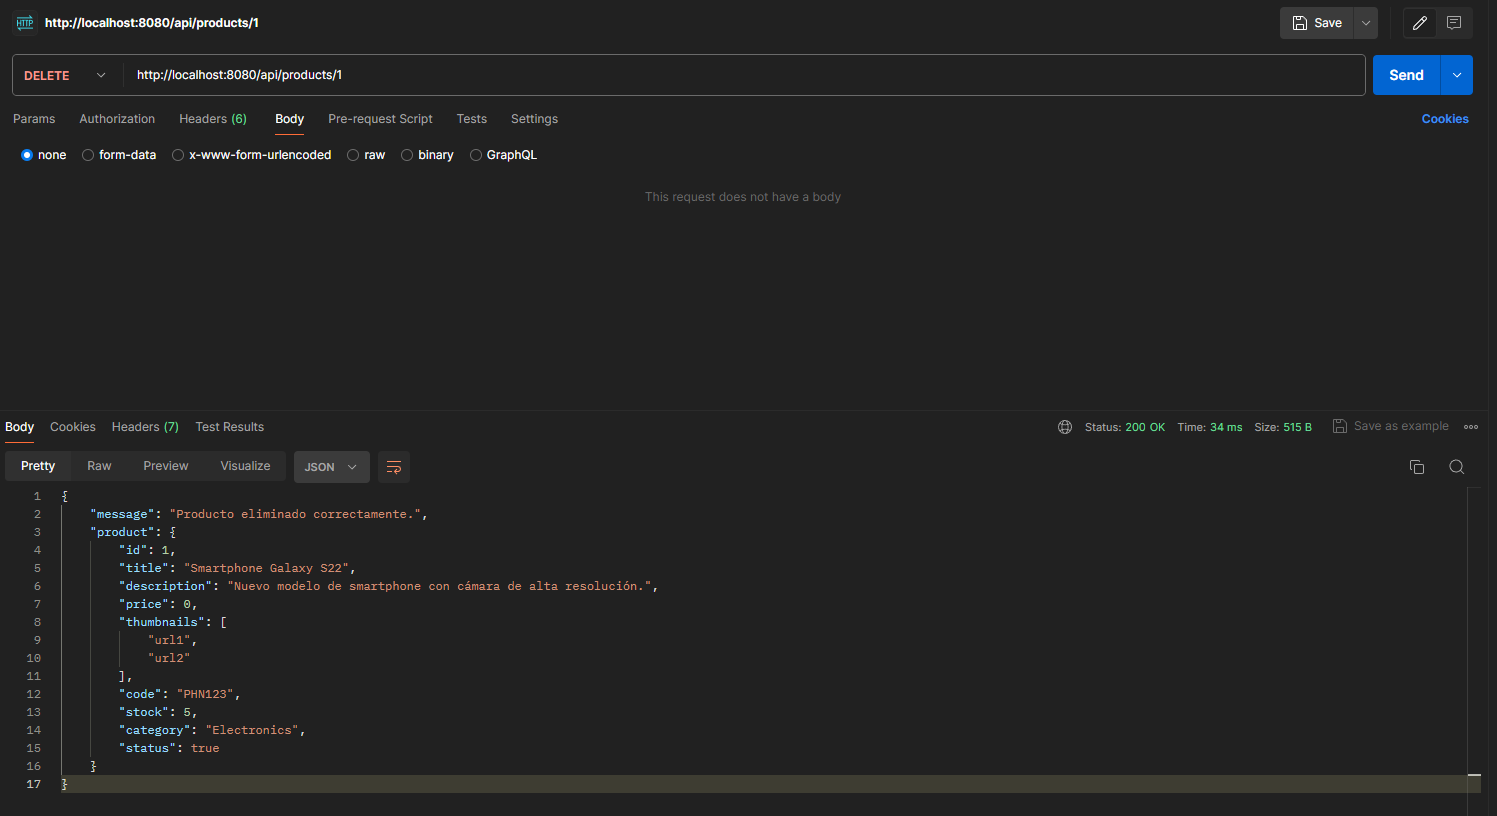 HTTP http://localhost:8080/api/products/1 Save
DELETE http://localhost:8080/api/products/1 Send
Params Authorization Headers (6) Body Pre-request Script Tests Settings Cookies
none form-data x-www-form-urlencoded raw binary GraphQL
This request does not have a body
Body Cookies Headers (7) Test Results Status: 200 OK Time: 34 ms Size: 515 B Save as example
Pretty Raw Preview Visualize JSON
1 {
2 "message": "Producto eliminado correctamente.",
3 "product": {
4 "id": 1,
5 "title": "Smartphone Galaxy S22",
6 "description": "Nuevo modelo de smartphone con cámara de alta resolución.",
7 "price": 0,
8 "thumbnails": [
9 "url1",
10 "url2"
11 ],
12 "code": "PHN123",
13 "stock": 5,
14 "category": "Electronics",
15 "status": true
16 }
17 }